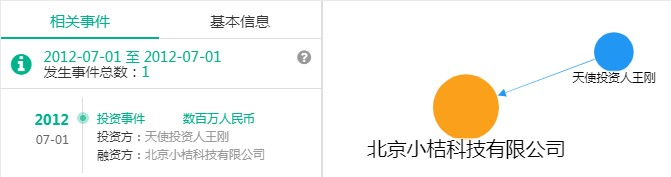 相关事件
基本信息
2012-07-01 至 2012-07-01
发生事件总数：1
2012
07-01
投资事件 数百万人民币
投资方：天使投资人王刚
融资方：北京小桔科技有限公司
天使投资人王刚
北京小桔科技有限公司